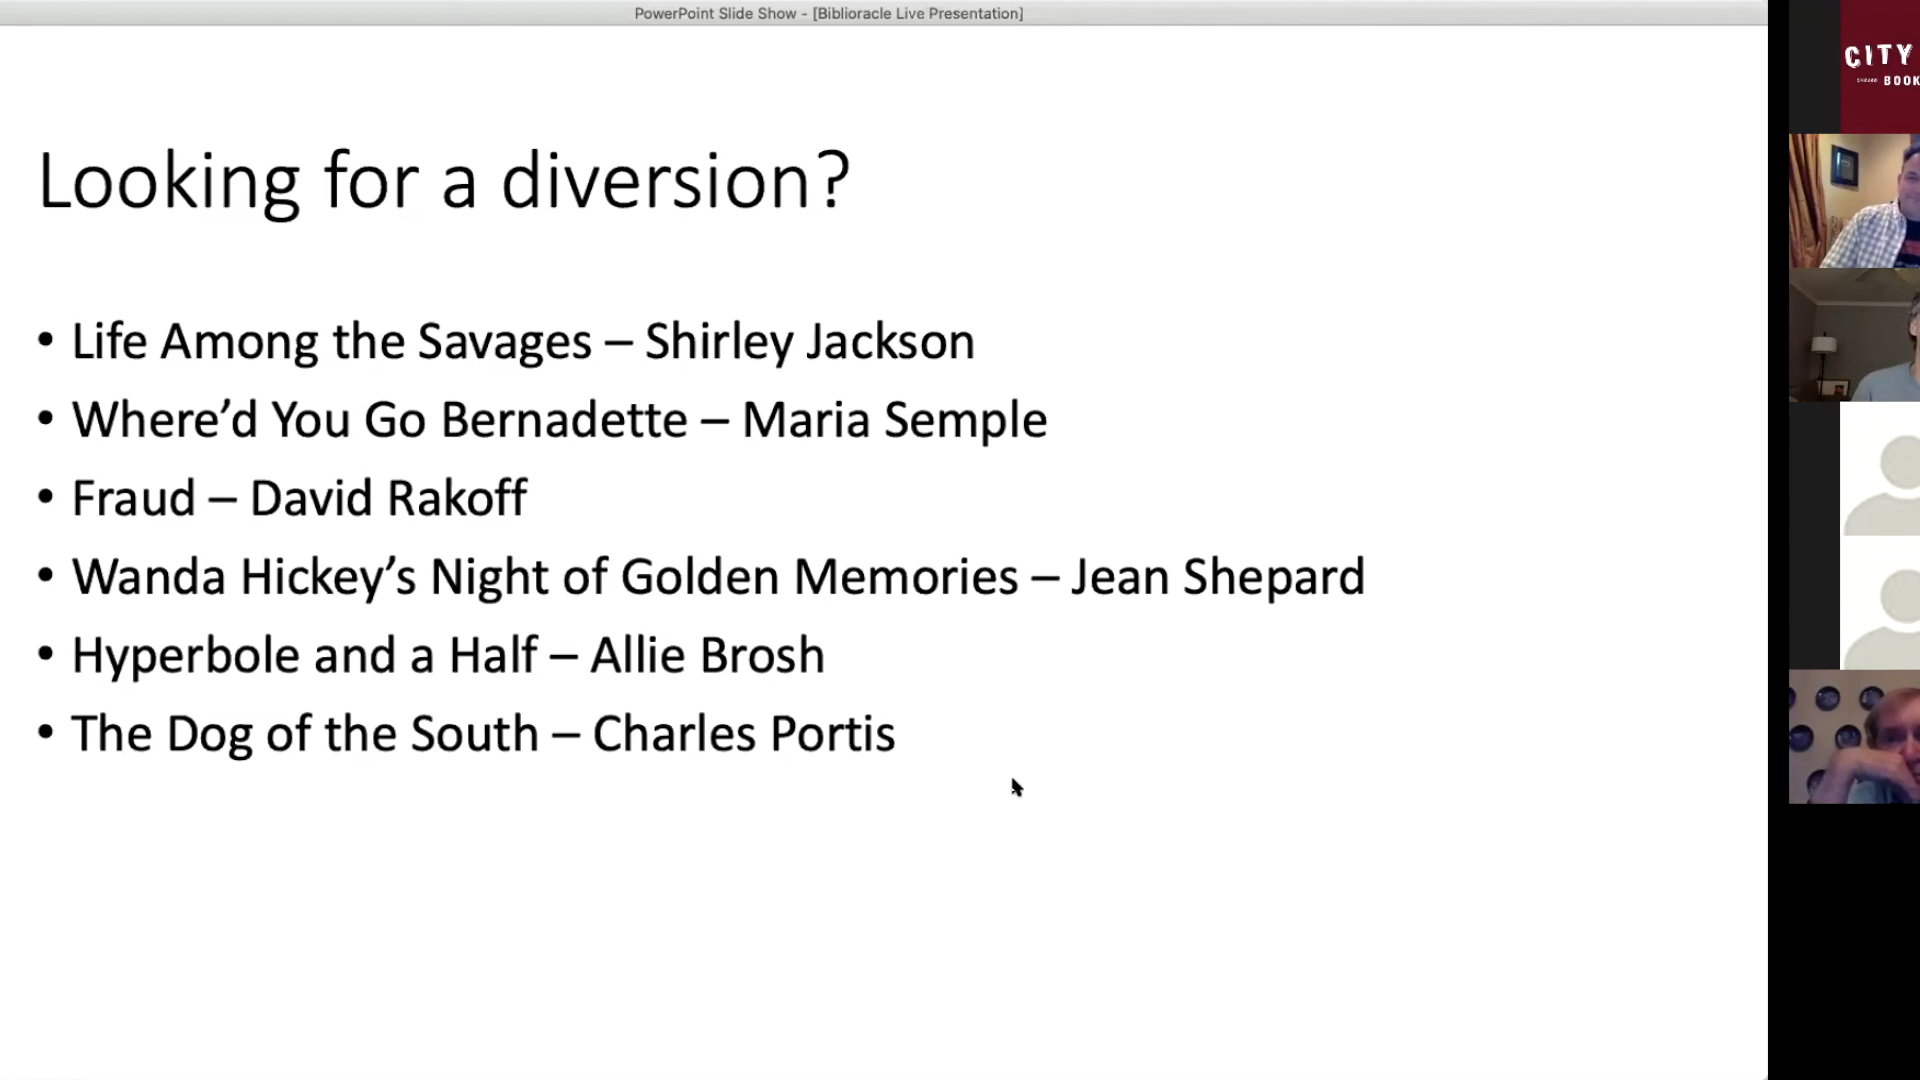 PowerPoint Slide Show - [Biblioracle Live Presentation]
Looking for a diversion?
• Life Among the Savages – Shirley Jackson
• Where’d You Go Bernadette – Maria Semple
• Fraud – David Rakoff
• Wanda Hickey’s Night of Golden Memories – Jean Shepard
• Hyperbole and a Half – Allie Brosh
• The Dog of the South – Charles Portis
CITY
BOOK